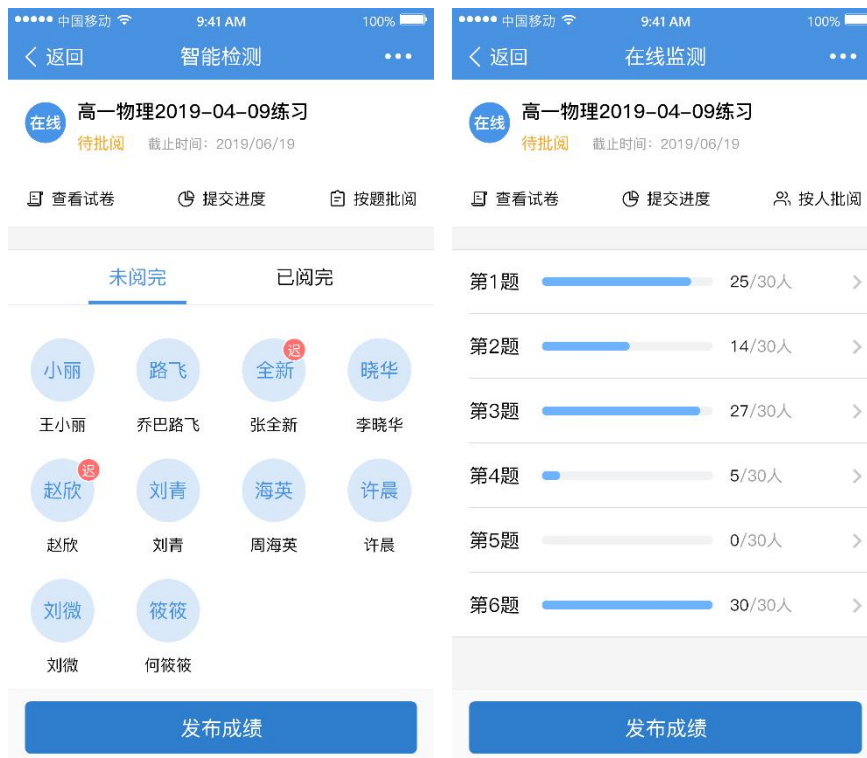 中国移动 9:41 AM 100%
返回 智能检测
在线
高一物理2019-04-09练习
待批阅 截止时间：2019/06/19
查看试卷 提交进度 按题批阅
未阅完 已阅完
小丽 路飞 全新 迟 晓华
王小丽 乔巴路飞 张全新 李晓华
赵欣 迟 刘青 海英 许晨
赵欣 刘青 周海英 许晨
刘微 筱筱
刘微 何筱筱
发布成绩
中国移动 9:41 AM 100%
返回 在线监测
在线
高一物理2019-04-09练习
待批阅 截止时间：2019/06/19
查看试卷 提交进度 按人批阅
第1题 25/30人
第2题 14/30人
第3题 27/30人
第4题 5/30人
第5题 0/30人
第6题 30/30人
发布成绩